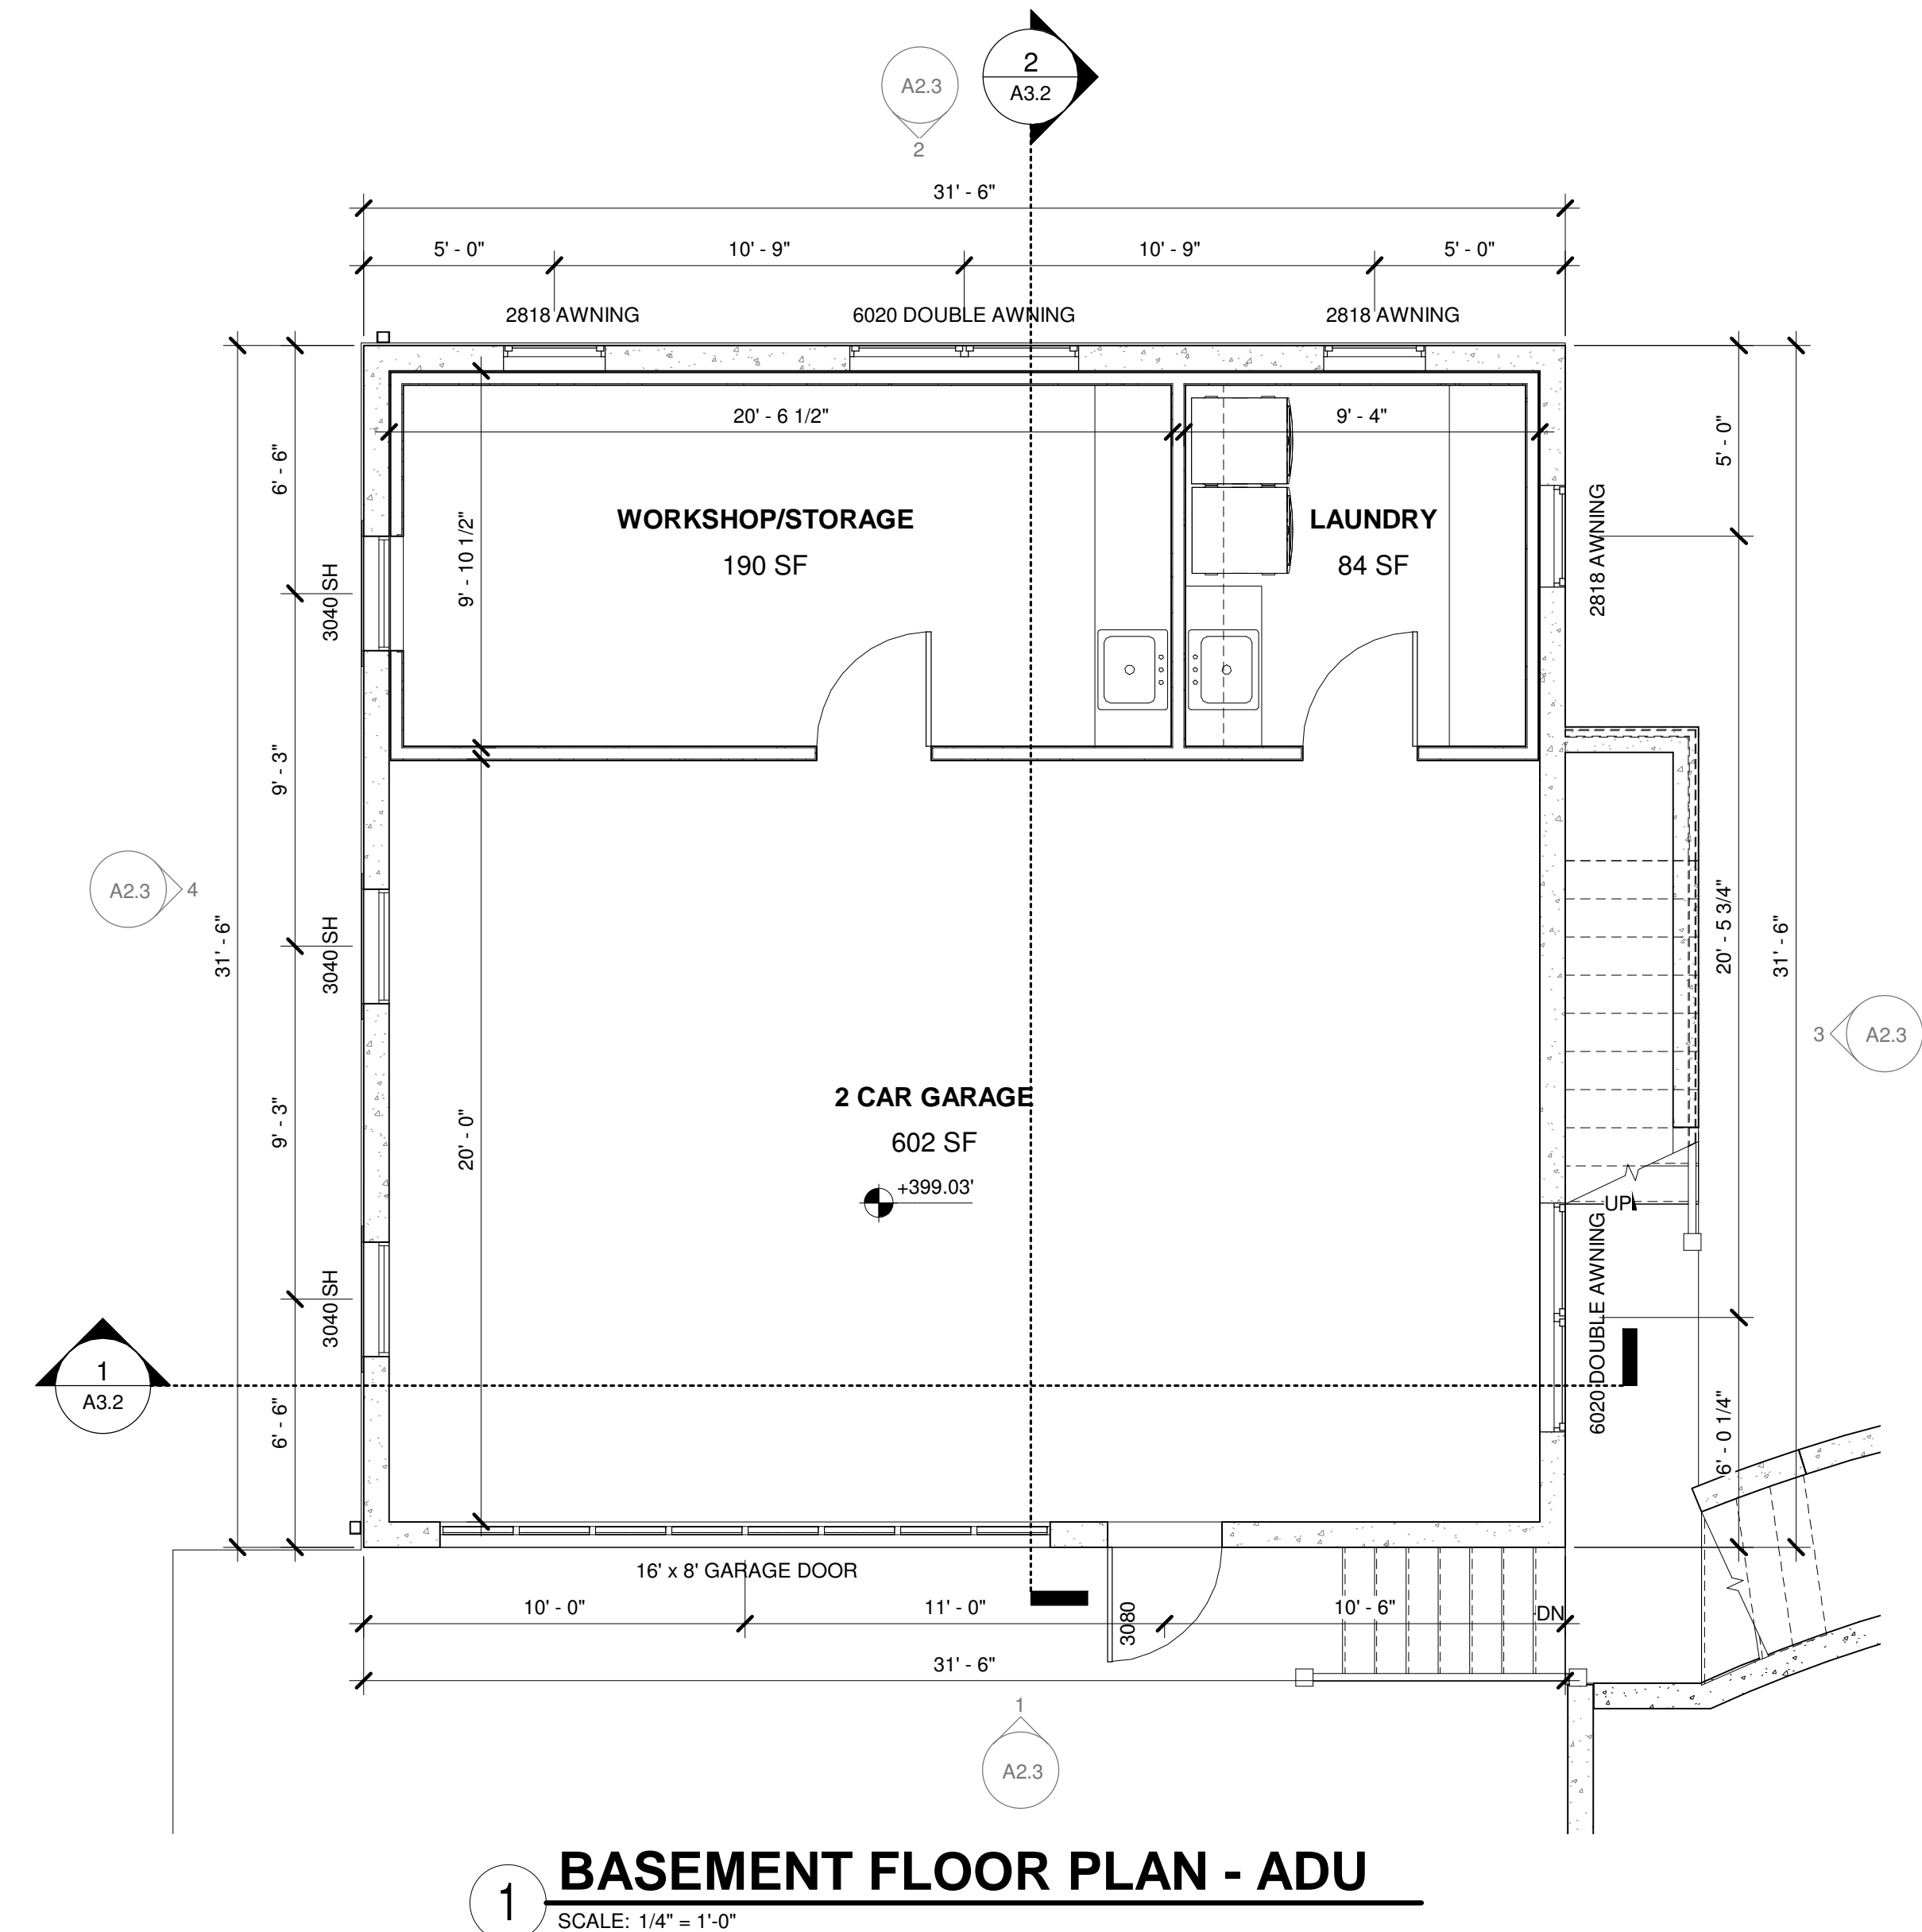 2
A3.2
A2.3
2
31' - 6"
5' - 0"
10' - 9"
10' - 9"
5' - 0"
2818 AWNING
6020 DOUBLE AWNING
2818 AWNING
20' - 6 1/2"
9' - 4"
6' - 6"
5' - 0"
WORKSHOP/STORAGE
190 SF
LAUNDRY
84 SF
9' - 10 1/2"
3040 SH
2818 AWNING
9' - 3"
A2.3
4
31' - 6"
3040 SH
20' - 5 3/4"
31' - 6"
3
A2.3
2 CAR GARAGE
602 SF
+399.03'
9' - 3"
20' - 0"
UP
3040 SH
6020 DOUBLE AWNING
1
A3.2
6' - 6"
6' - 0 1/4"
16' x 8' GARAGE DOOR
10' - 0"
11' - 0"
3080
10' - 6"
DN
31' - 6"
1
A2.3
1
BASEMENT FLOOR PLAN - ADU
SCALE: 1/4" = 1'-0"